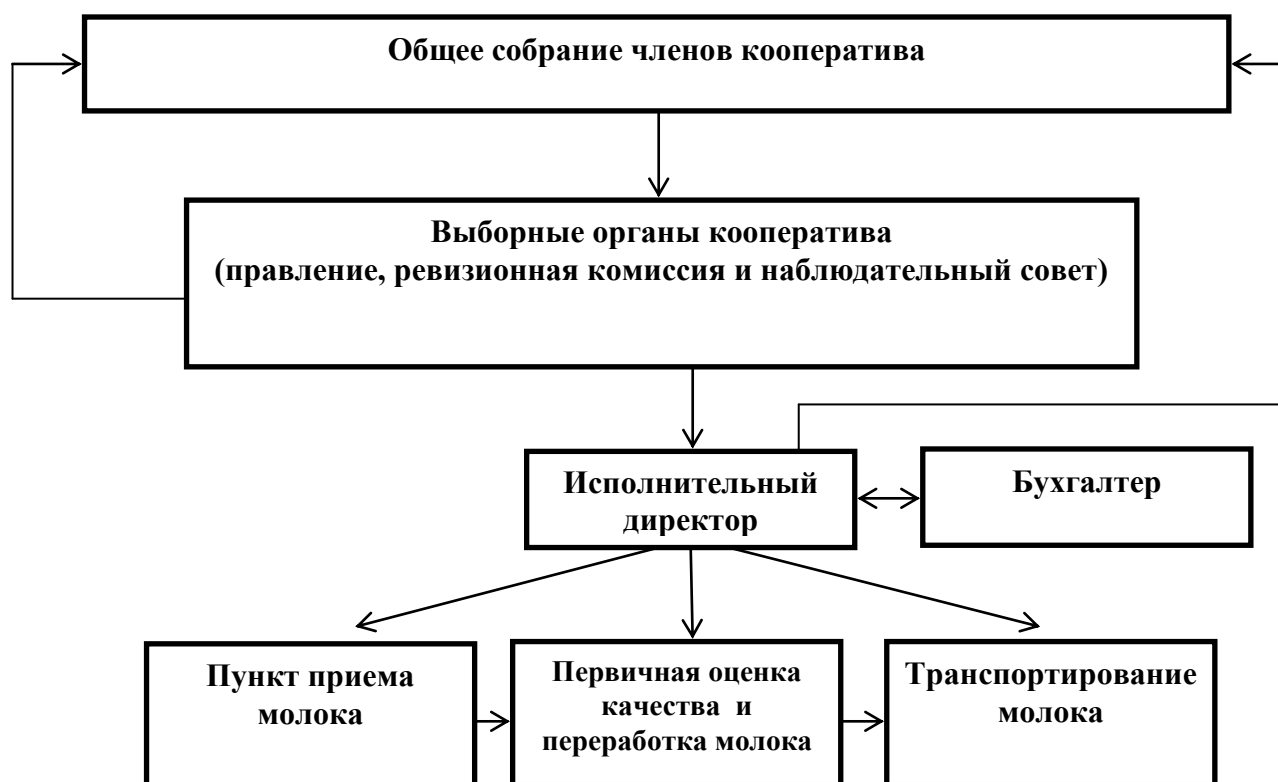 Общее собрание членов кооператива
Выборные органы кооператива
(правление, ревизионная комиссия и наблюдательный совет)
Исполнительный
директор
Бухгалтер
Пункт приема
молока
Первичная оценка
качества и
переработка молока
Транспортирование
молока